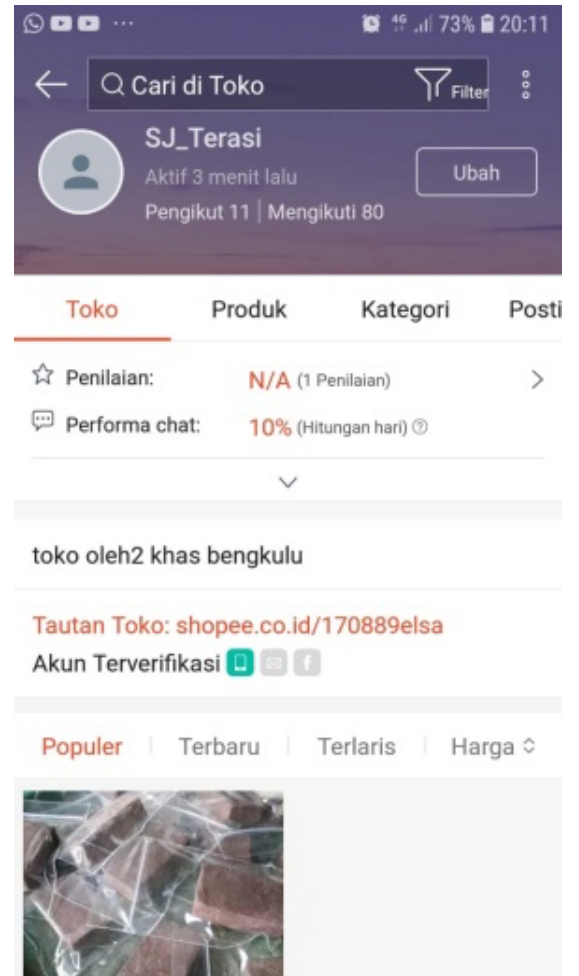 4G 73% 20:11
Cari di Toko Filter
SJ_Terasi
Aktif 3 menit lalu
Ubah
Pengikut 11 | Mengikuti 80
Toko Produk Kategori Posti
Penilaian: N/A (1 Penilaian)
Performa chat: 10% (Hitungan hari)
toko oleh2 khas bengkulu
Tautan Toko: shopee.co.id/170889elsa
Akun Terverifikasi
Populer Terbaru Terlaris Harga